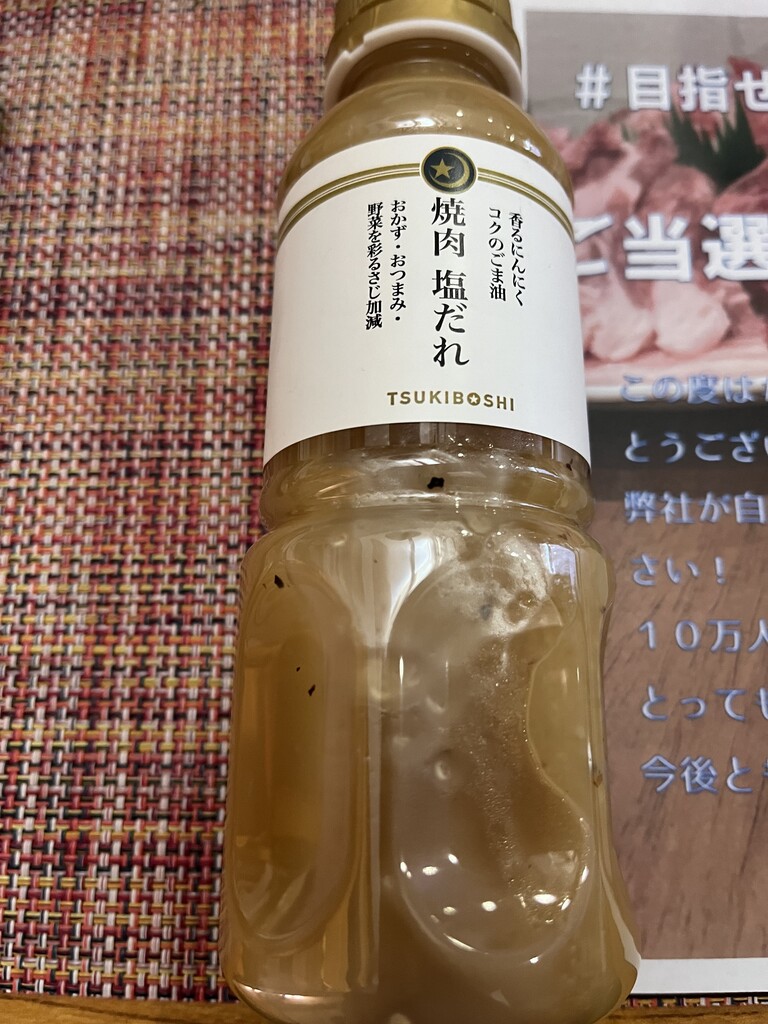 香るにんにく
コクのごま油
焼肉 塩だれ
おかず・おつまみ・
野菜を彩るさじ加減
TSUKIBOSHI
#目指せ
ご当選
この度は
とうござい
弊社が自
さい!
10万人
とっても
今後と